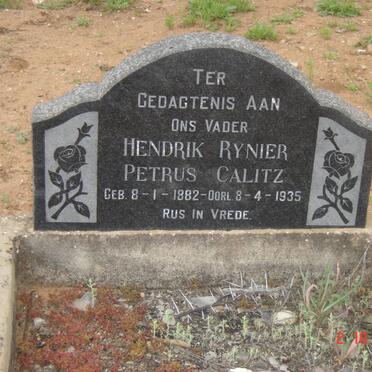 TER
GEDAGTENIS AAN
ONS VADER
HENDRIK RYNIER
PETRUS CALITZ
GEB. 8-1-1882-OORL. 8-4-1935
RUS IN VREDE.